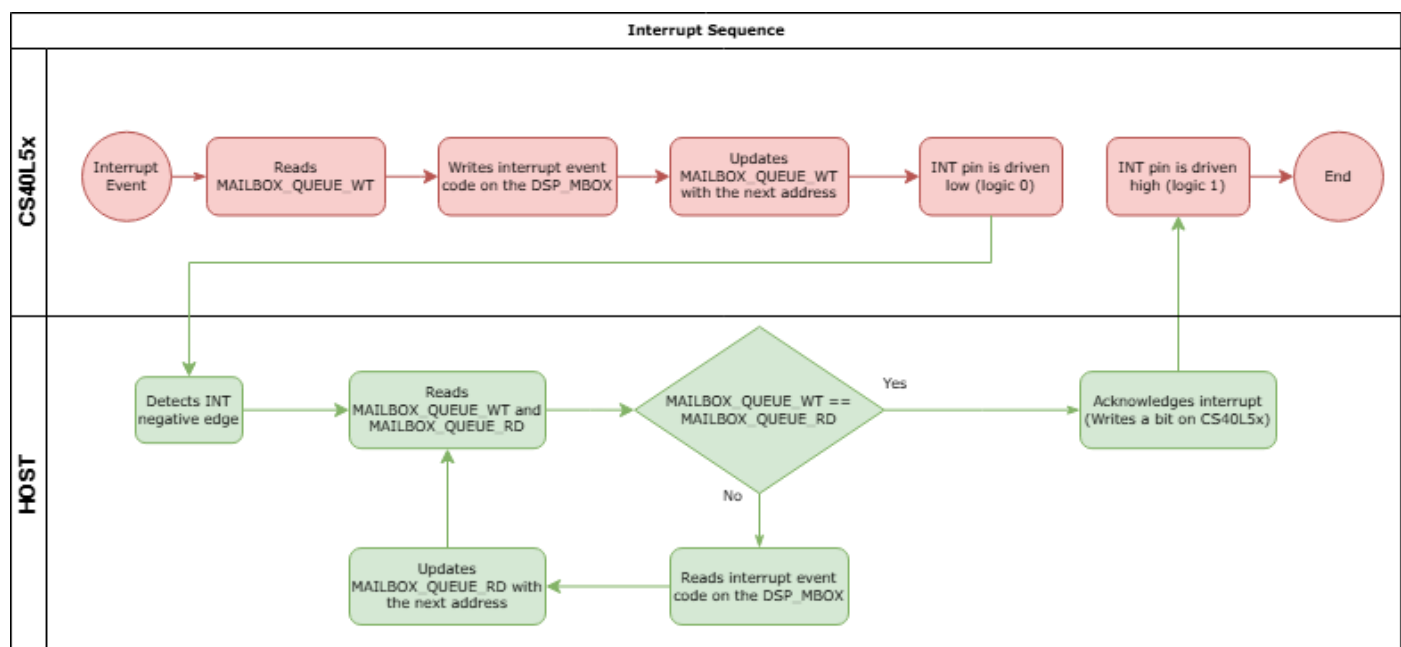 Interrupt Sequence
CS40L5x
Interrupt
Event
Reads
MAILBOX_QUEUE_WT
Writes interrupt event
code on the DSP_MBOX
Updates
MAILBOX_QUEUE_WT
with the next address
INT pin is driven
low (logic 0)
INT pin is driven
high (logic 1)
End
HOST
Detects INT
negative edge
Reads
MAILBOX_QUEUE_WT and
MAILBOX_QUEUE_RD
MAILBOX_QUEUE_WT ==
MAILBOX_QUEUE_RD
Yes
Acknowledges interrupt
(Writes a bit on CS40L5x)
No
Reads interrupt event
code on the DSP_MBOX
Updates
MAILBOX_QUEUE_RD with
the next address